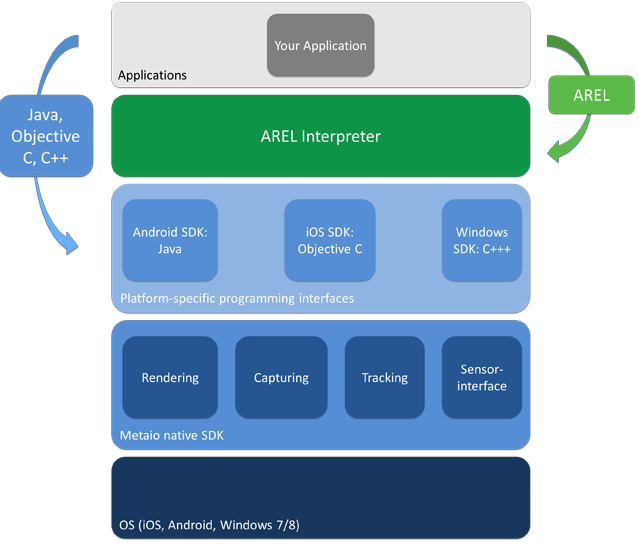 Your Application
Applications
Java,
Objective
C, C++
AREL
AREL Interpreter
Android SDK:
Java
iOS SDK:
Objective C
Windows
SDK: C+++
Platform-specific programming interfaces
Rendering
Capturing
Tracking
Sensor-
interface
Metaio native SDK
OS (iOS, Android, Windows 7/8)